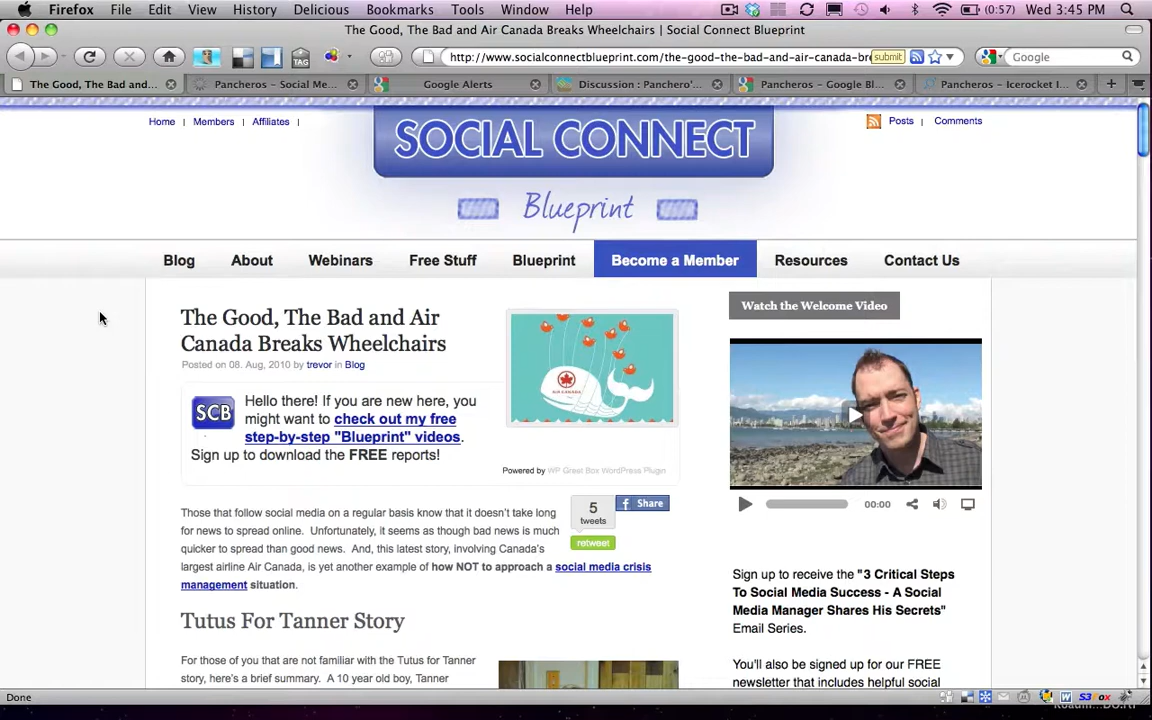 Firefox File Edit View History Delicious Bookmarks Tools Window Help (0:57) Wed 3:45 PM
The Good, The Bad and Air Canada Breaks Wheelchairs | Social Connect Blueprint
TAG http://www.socialconnectblueprint.com/the-good-the-bad-and-air-canada-bre submit Google
The Good, The Bad and... Pancheros – Social Me... Google Alerts Discussion : Panchero'... Pancheros – Google Bl... Pancheros – Icerocket I...
Home | Members | Affiliates |
Posts | Comments
SOCIAL CONNECT
Blueprint
Blog About Webinars Free Stuff Blueprint Become a Member Resources Contact Us
The Good, The Bad and Air
Canada Breaks Wheelchairs
Posted on 08. Aug, 2010 by trevor in Blog
AIR CANADA
SCB
Hello there! If you are new here, you
might want to check out my free
step-by-step "Blueprint" videos.
Sign up to download the FREE reports!
Powered by WP Greet Box WordPress Plugin
5
tweets
retweet
Share
Those that follow social media on a regular basis know that it doesn't take long
for news to spread online. Unfortunately, it seems as though bad news is much
quicker to spread than good news. And, this latest story, involving Canada's
largest airline Air Canada, is yet another example of how NOT to approach a social media crisis
management situation.
Tutus For Tanner Story
For those of you that are not familiar with the Tutus for Tanner
story, here's a brief summary. A 10 year old boy, Tanner
Watch the Welcome Video
00:00
Sign up to receive the "3 Critical Steps
To Social Media Success - A Social
Media Manager Shares His Secrets"
Email Series.
You'll also be signed up for our FREE
newsletter that includes helpful social
Done
S3Fox